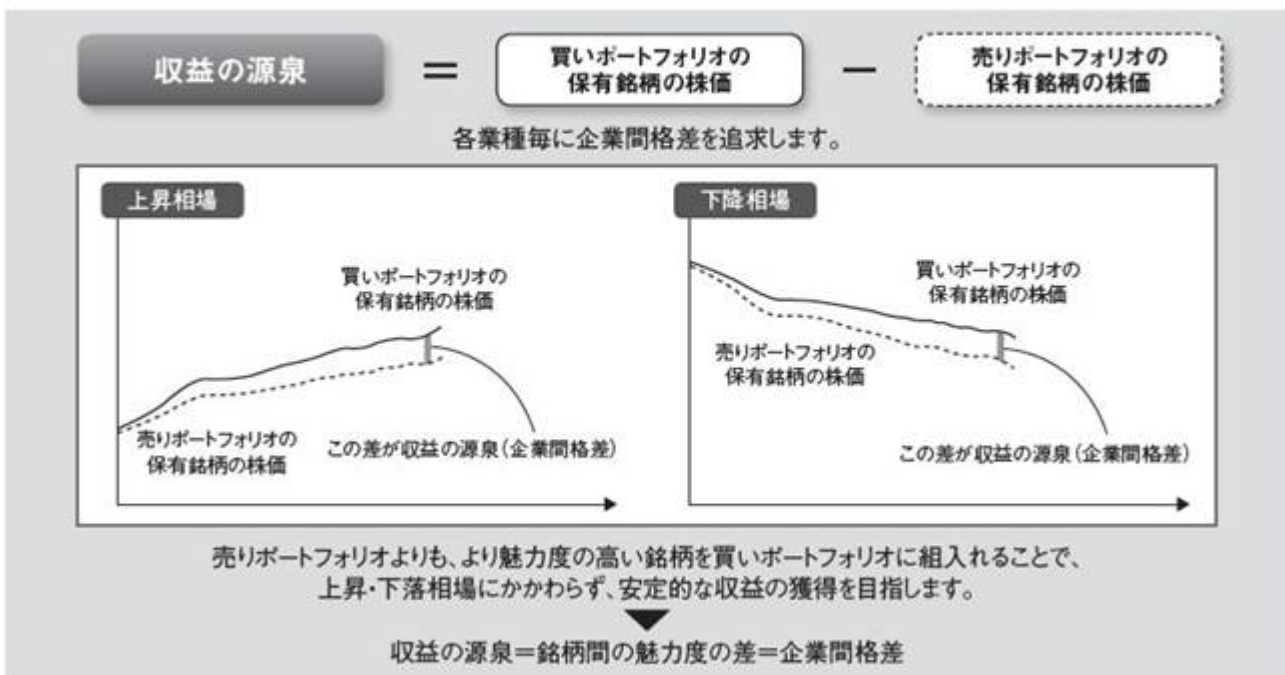 収益の源泉
=
買いポートフォリオの
保有銘柄の株価
−
売りポートフォリオの
保有銘柄の株価
各業種毎に企業間格差を追求します。
上昇相場
買いポートフォリオの
保有銘柄の株価
売りポートフォリオの
保有銘柄の株価
この差が収益の源泉(企業間格差)
下降相場
買いポートフォリオの
保有銘柄の株価
売りポートフォリオの
保有銘柄の株価
この差が収益の源泉(企業間格差)
売りポートフォリオよりも、より魅力度の高い銘柄を買いポートフォリオに組入れることで、
上昇・下落相場にかかわらず、安定的な収益の獲得を目指します。
収益の源泉=銘柄間の魅力度の差=企業間格差